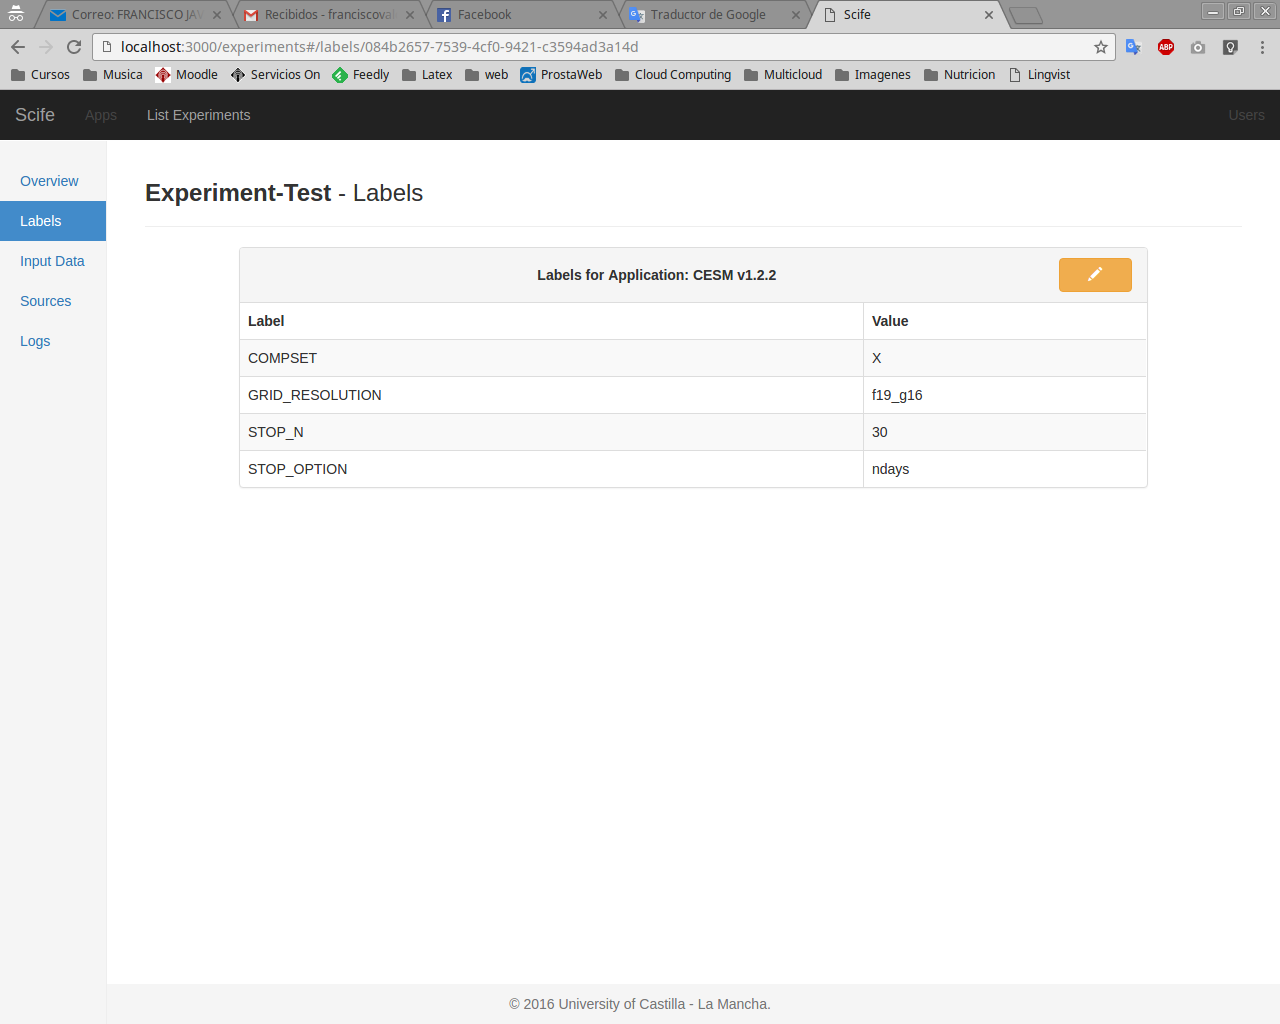 Correo: FRANCISCO JAV Recibidos - franciscoval Facebook Traductor de Google Scife
localhost:3000/experiments#/labels/084b2657-7539-4cf0-9421-c3594ad3a14d
Cursos Musica Moodle Servicios On Feedly Latex web ProstaWeb Cloud Computing Multicloud Imagenes Nutricion Lingvist
Scife Apps List Experiments Users
Overview
Labels
Input Data
Sources
Logs
Experiment-Test - Labels
Labels for Application: CESM v1.2.2
Label Value
COMPSET X
GRID_RESOLUTION f19_g16
STOP_N 30
STOP_OPTION ndays
© 2016 University of Castilla - La Mancha.